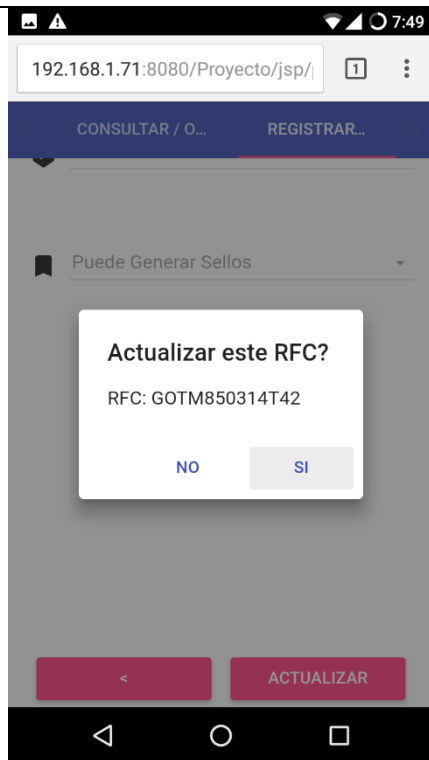 7:49
192.168.1.71:8080/Proyecto/jsp/
1
CONSULTAR / O... REGISTRAR...
Puede Generar Sellos
Actualizar este RFC?
RFC: GOTM850314T42
NO SI
< ACTUALIZAR